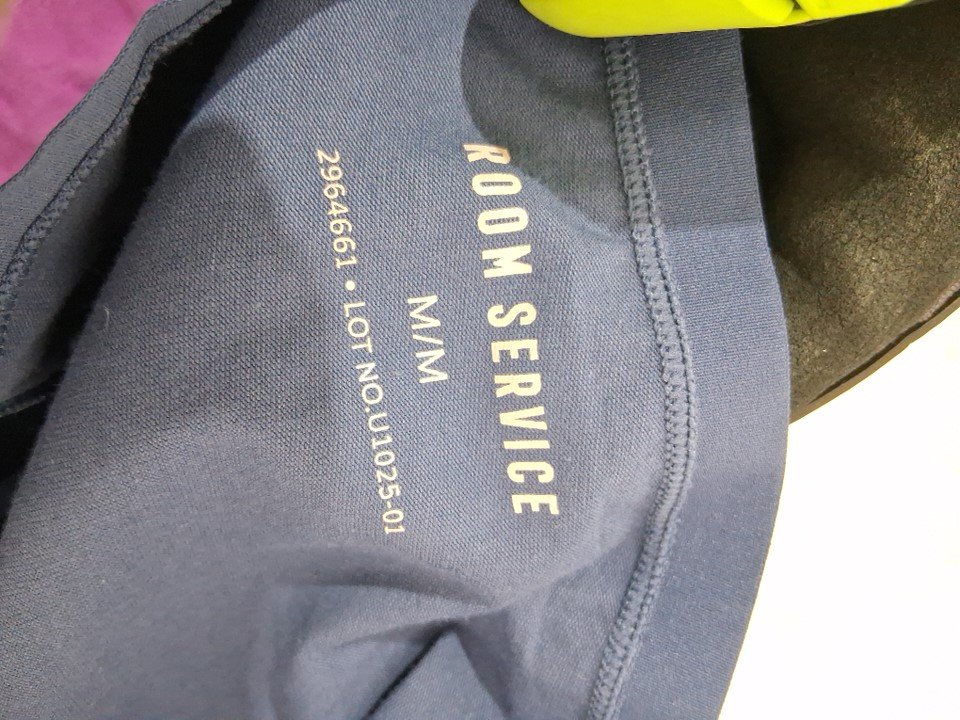 ROOM SERVICE
M/M
2964661 • LOT NO.U1025-01